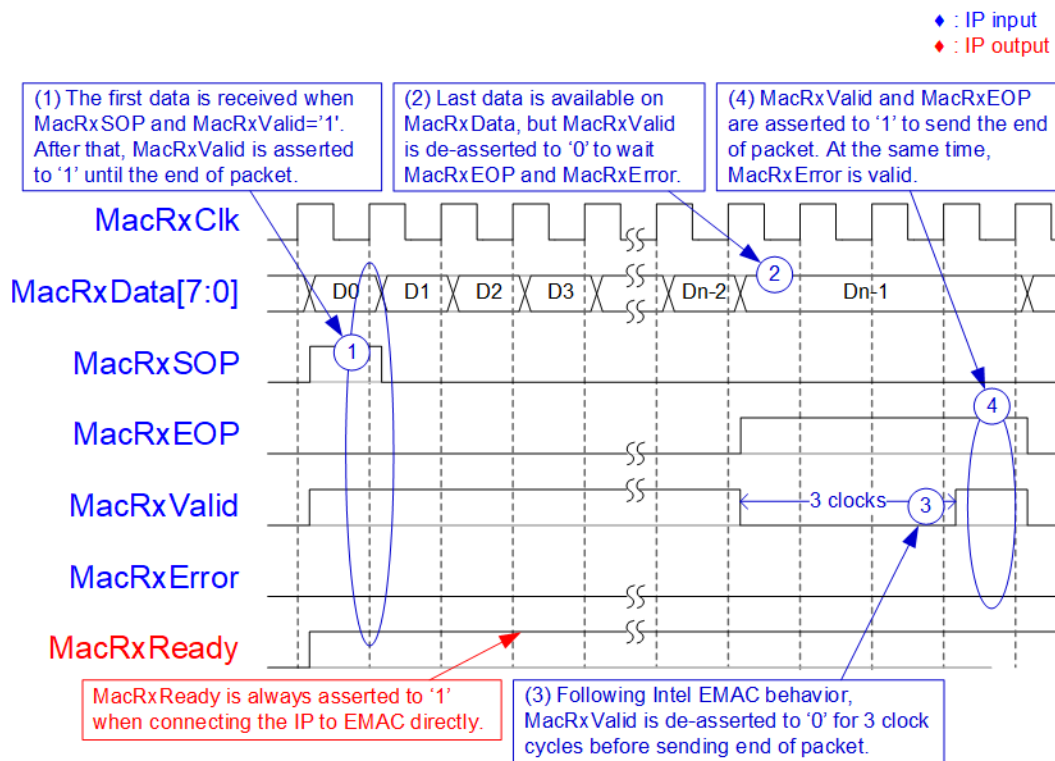 ♦ : IP input
♦ : IP output
(1) The first data is received when
MacRxSOP and MacRxValid='1'.
After that, MacRxValid is asserted
to ‘1’ until the end of packet.
(2) Last data is available on
MacRxData, but MacRxValid
is de-asserted to ‘0’ to wait
MacRxEOP and MacRxError.
(4) MacRxValid and MacRxEOP
are asserted to ‘1’ to send the end
of packet. At the same time,
MacRxError is valid.
MacRxClk
MacRxData[7:0]
D0 D1 D2 D3 Dn-2 2 Dn-1
MacRxSOP
1
MacRxEOP
4
MacRxValid
3 clocks 3
MacRxError
MacRxReady
MacRxReady is always asserted to ‘1’
when connecting the IP to EMAC directly.
(3) Following Intel EMAC behavior,
MacRxValid is de-asserted to ‘0’ for 3 clock
cycles before sending end of packet.